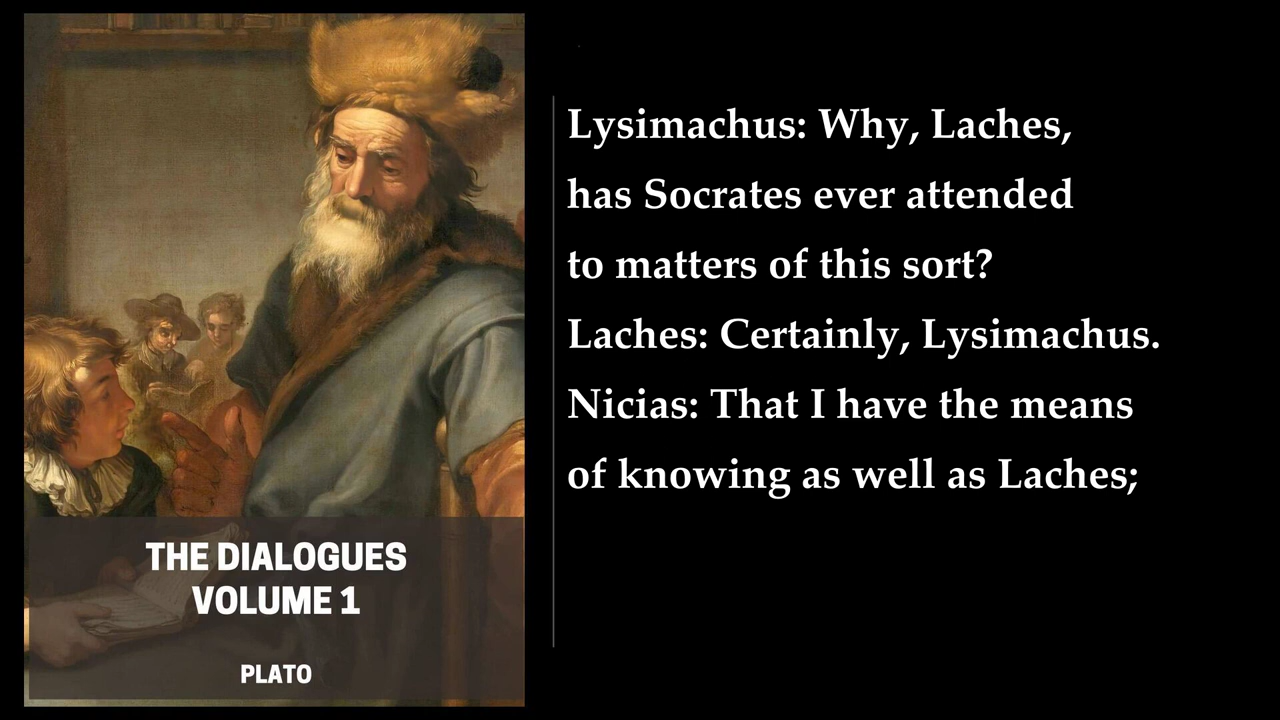 Lysimachus: Why, Laches,
has Socrates ever attended
to matters of this sort?
Laches: Certainly, Lysimachus.
Nicias: That I have the means
of knowing as well as Laches;
THE DIALOGUES
VOLUME 1
PLATO